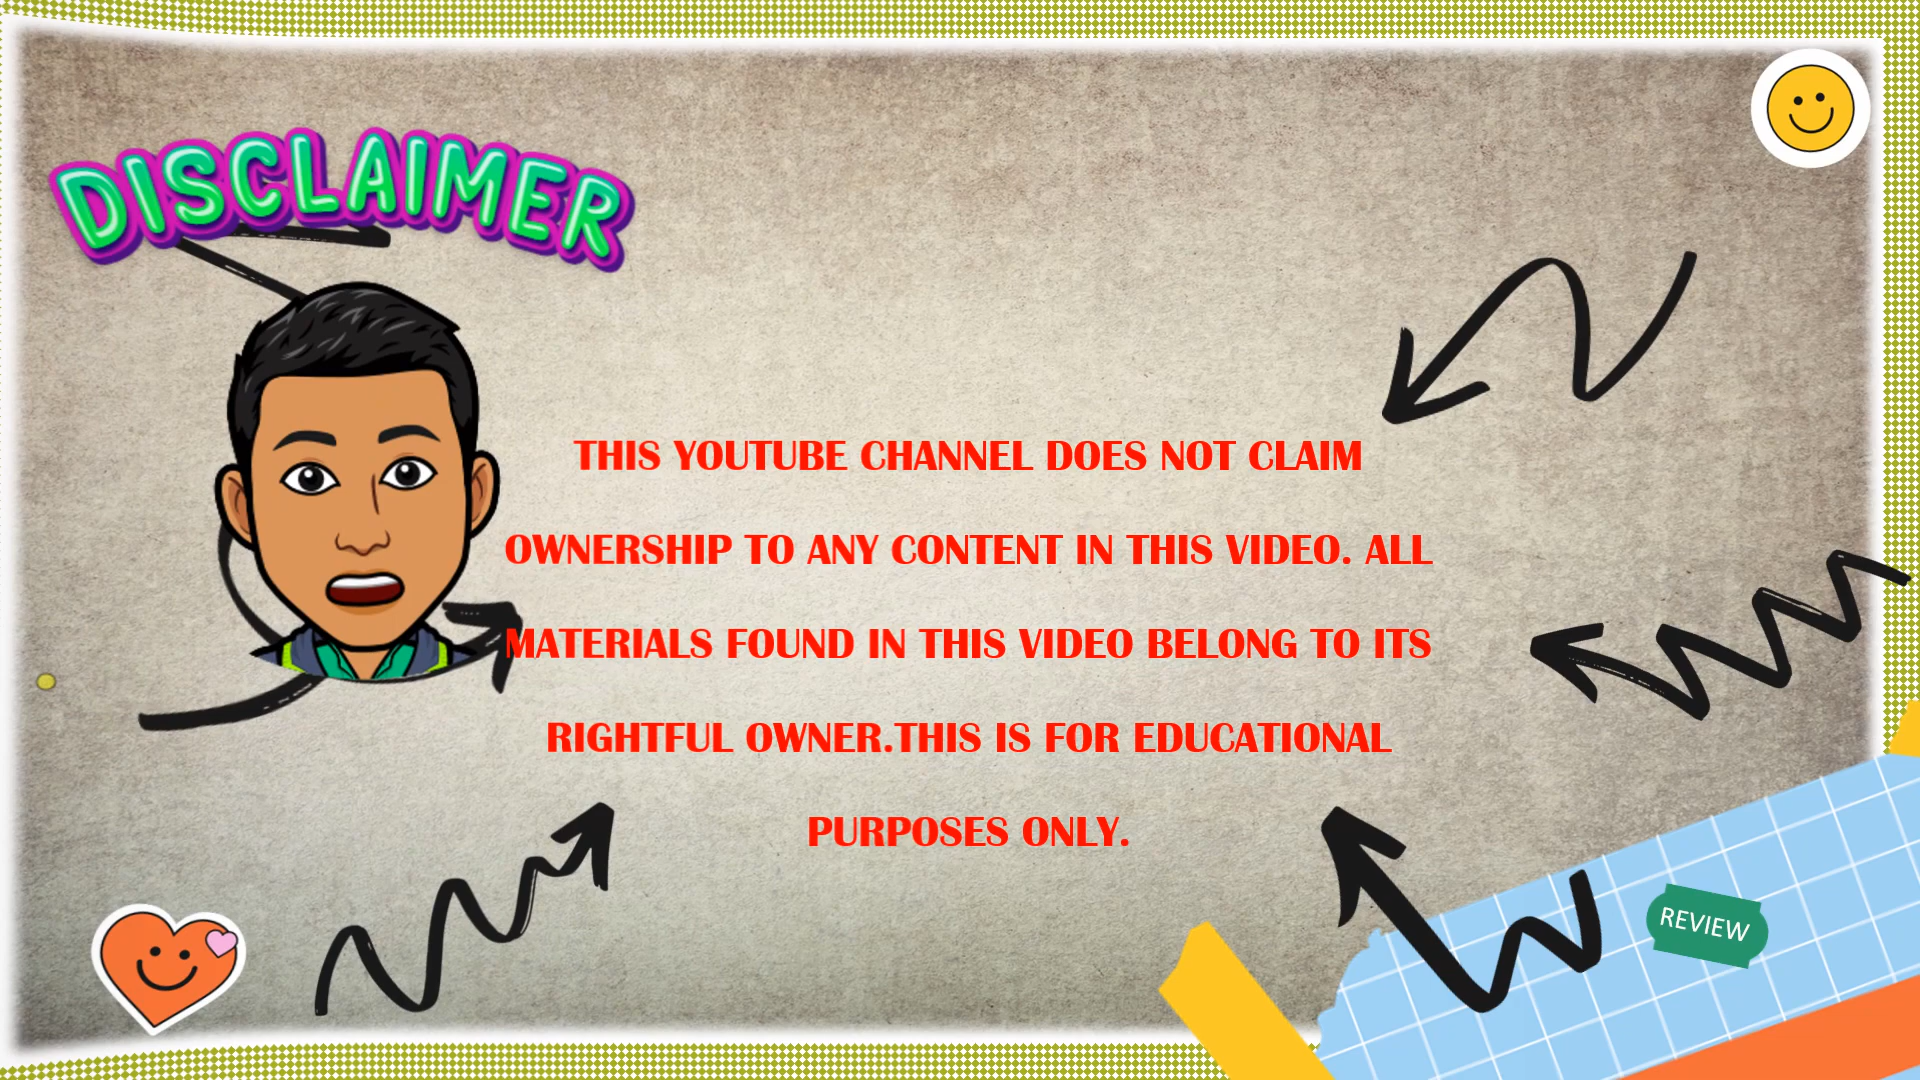 DISCLAIMER
THIS YOUTUBE CHANNEL DOES NOT CLAIM
OWNERSHIP TO ANY CONTENT IN THIS VIDEO. ALL
MATERIALS FOUND IN THIS VIDEO BELONG TO ITS
RIGHTFUL OWNER.THIS IS FOR EDUCATIONAL
PURPOSES ONLY.
REVIEW